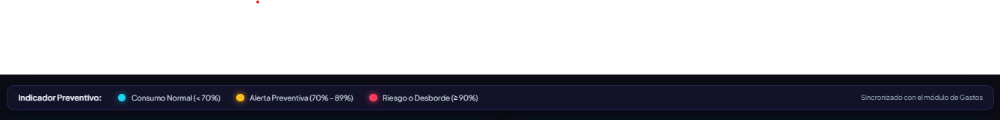 Indicador Preventivo: Consumo Normal (< 70%) Alerta Preventiva (70% - 89%) Riesgo o Desborde (≥ 90%) Sincronizado con el módulo de Gastos